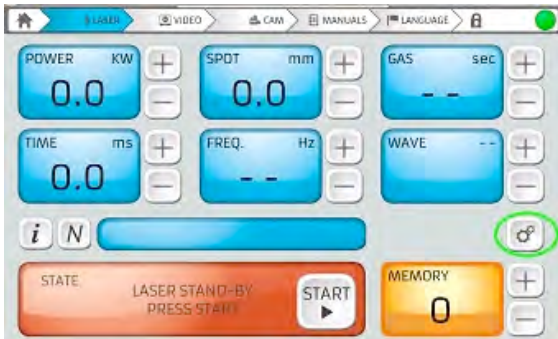 LASER VIDEO CAM MANUALS LANGUAGE
POWER KW
0.0
SPOT mm
0.0
GAS sec
--
TIME ms
0.0
FREQ. Hz
--
WAVE --
i N
STATE
LASER STAND-BY
PRESS START
START
MEMORY
0